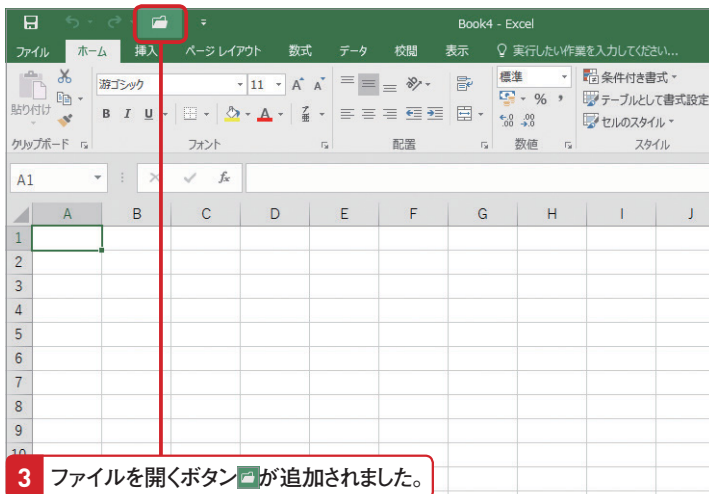 Book4 - Excel
ファイル ホーム 挿入 ページ レイアウト 数式 データ 校閲 表示 実行したい作業を入力してください...
貼り付け 游ゴシック 11 A A 標準 条件付き書式
B I U A % , テーブルとして書式設定
.00 .00 セルのスタイル
クリップボード フォント 配置 数値 スタイル
A1 fx
A B C D E F G H I J
1
2
3
4
5
6
7
8
9
10
3 ファイルを開くボタンが追加されました。